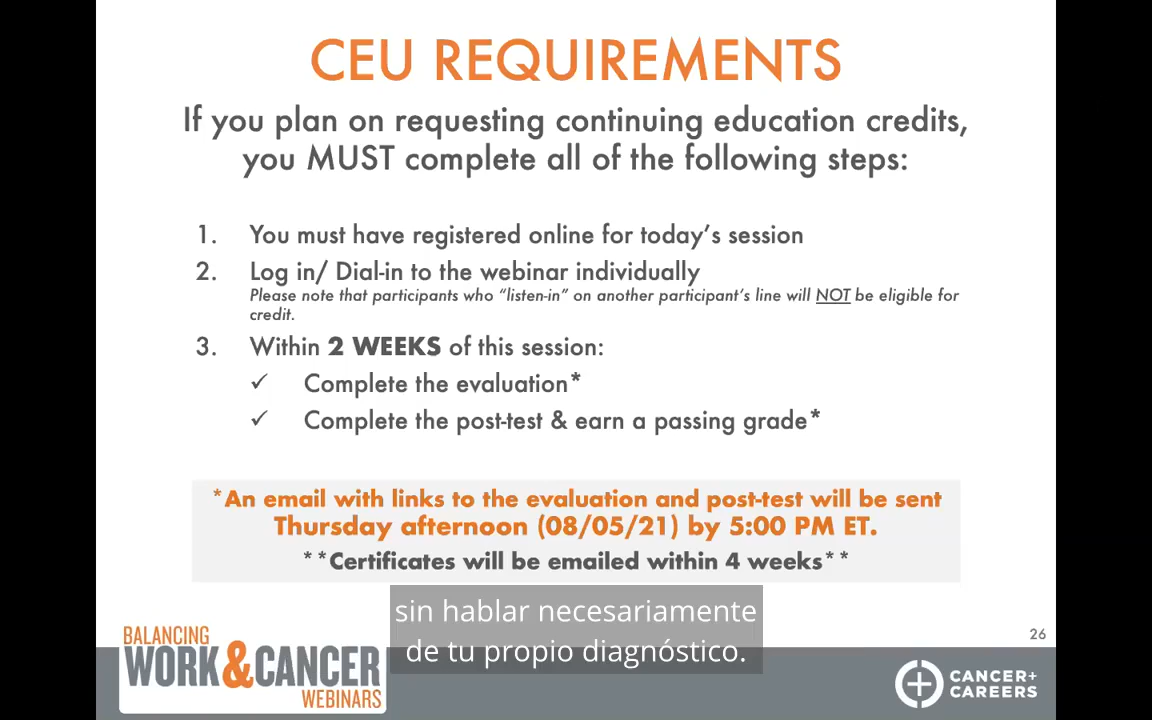 CEU REQUIREMENTS
If you plan on requesting continuing education credits,
you MUST complete all of the following steps:
1. You must have registered online for today's session
2. Log in/ Dial-in to the webinar individually
Please note that participants who “listen-in” on another participant's line will NOT be eligible for
credit.
3. Within 2 WEEKS of this session:
✓ Complete the evaluation*
✓ Complete the post-test & earn a passing grade*
*An email with links to the evaluation and post-test will be sent
Thursday afternoon (08/05/21) by 5:00 PM ET.
**Certificates will be emailed within 4 weeks**
sin hablar necesariamente
de tu propio diagnóstico.
26
BALANCING
WORK&CANCER
WEBINARS
CANCER+
CAREERS